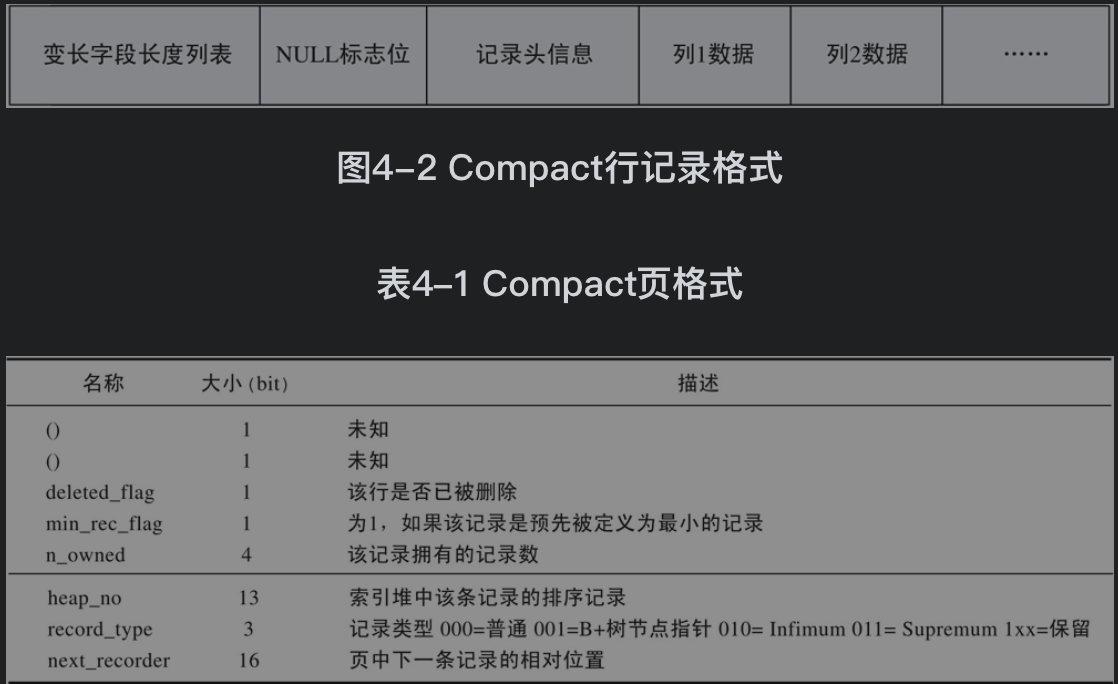 变长字段长度列表 NULL标志位 记录头信息 列1数据 列2数据 ……
图4-2 Compact行记录格式
表4-1 Compact页格式
名称 大小 (bit) 描述
() 1 未知
() 1 未知
deleted_flag 1 该行是否已被删除
min_rec_flag 1 为1，如果该记录是预先被定义为最小的记录
n_owned 4 该记录拥有的记录数
heap_no 13 索引堆中该条记录的排序记录
record_type 3 记录类型 000=普通 001=B+树节点指针 010= Infimum 011= Supremum 1xx=保留
next_recorder 16 页中下一条记录的相对位置